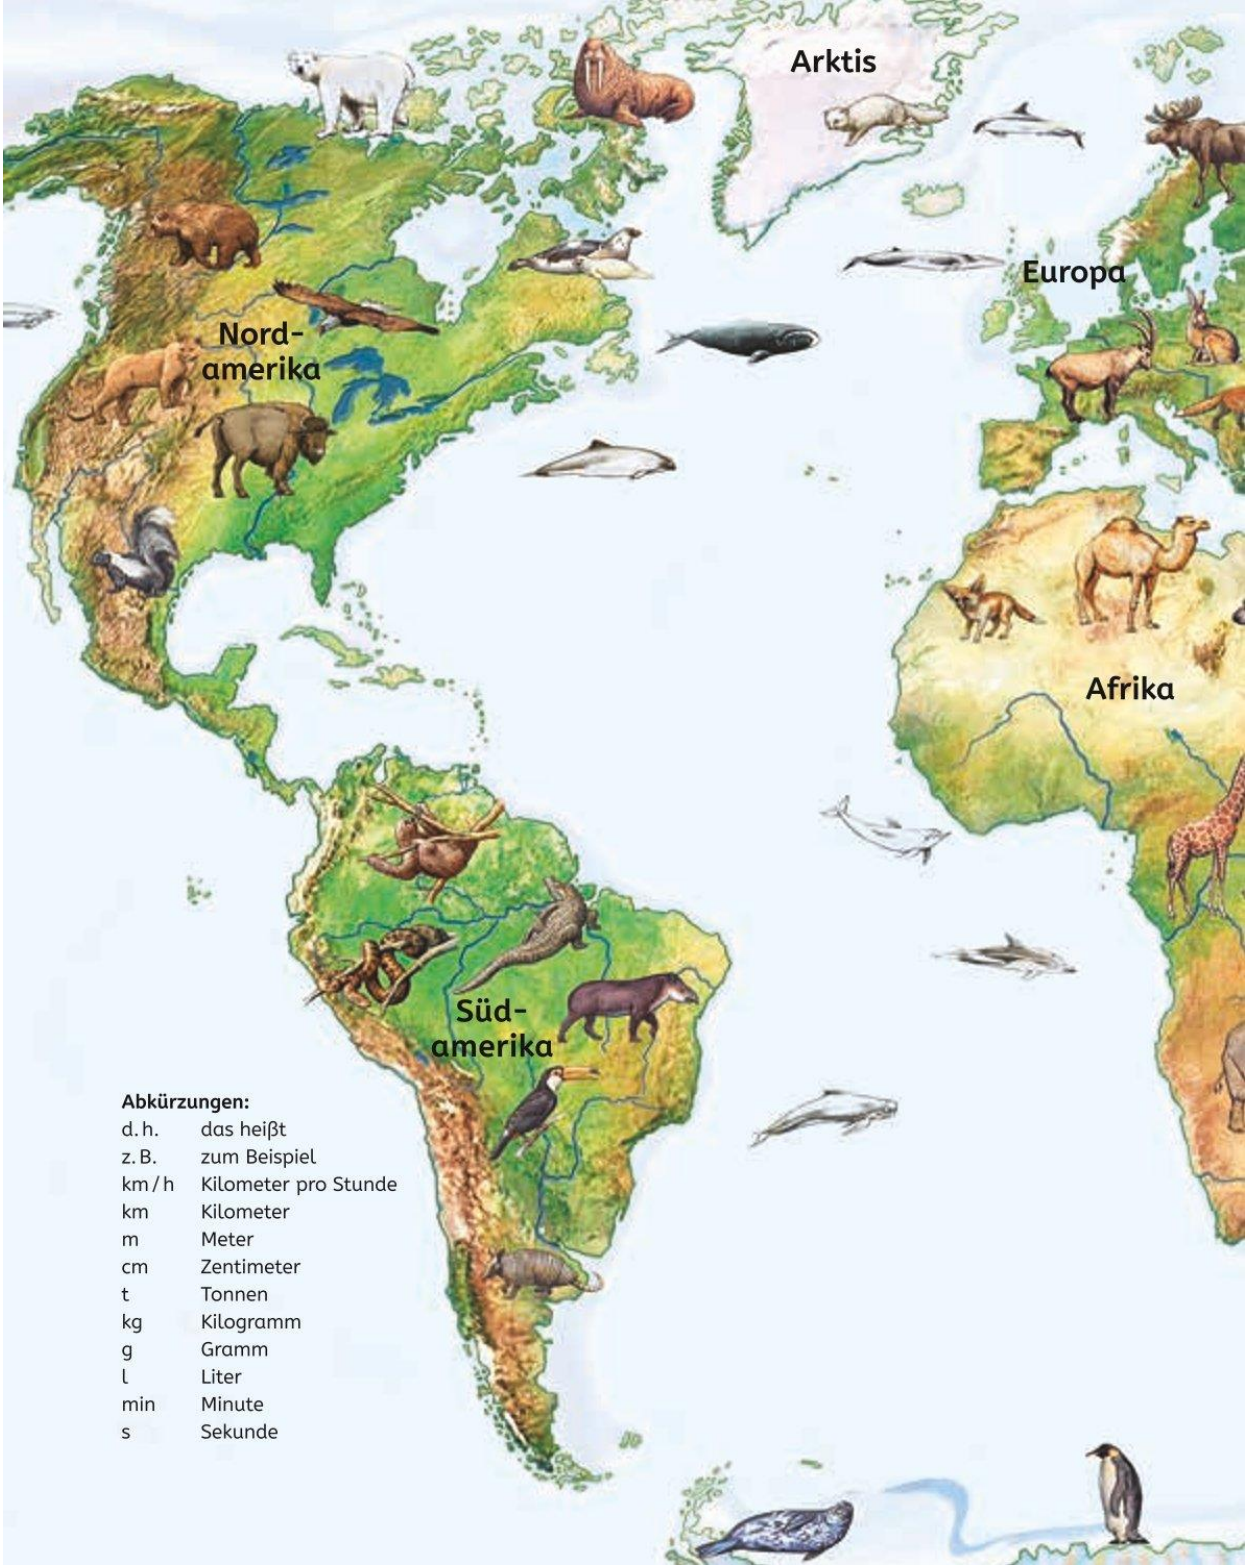 Arktis
Europa
Nord-
amerika
Afrika
Süd-
amerika
Abkürzungen:
d. h. das heißt
z. B. zum Beispiel
km / h Kilometer pro Stunde
km Kilometer
m Meter
cm Zentimeter
t Tonnen
kg Kilogramm
g Gramm
l Liter
min Minute
s Sekunde